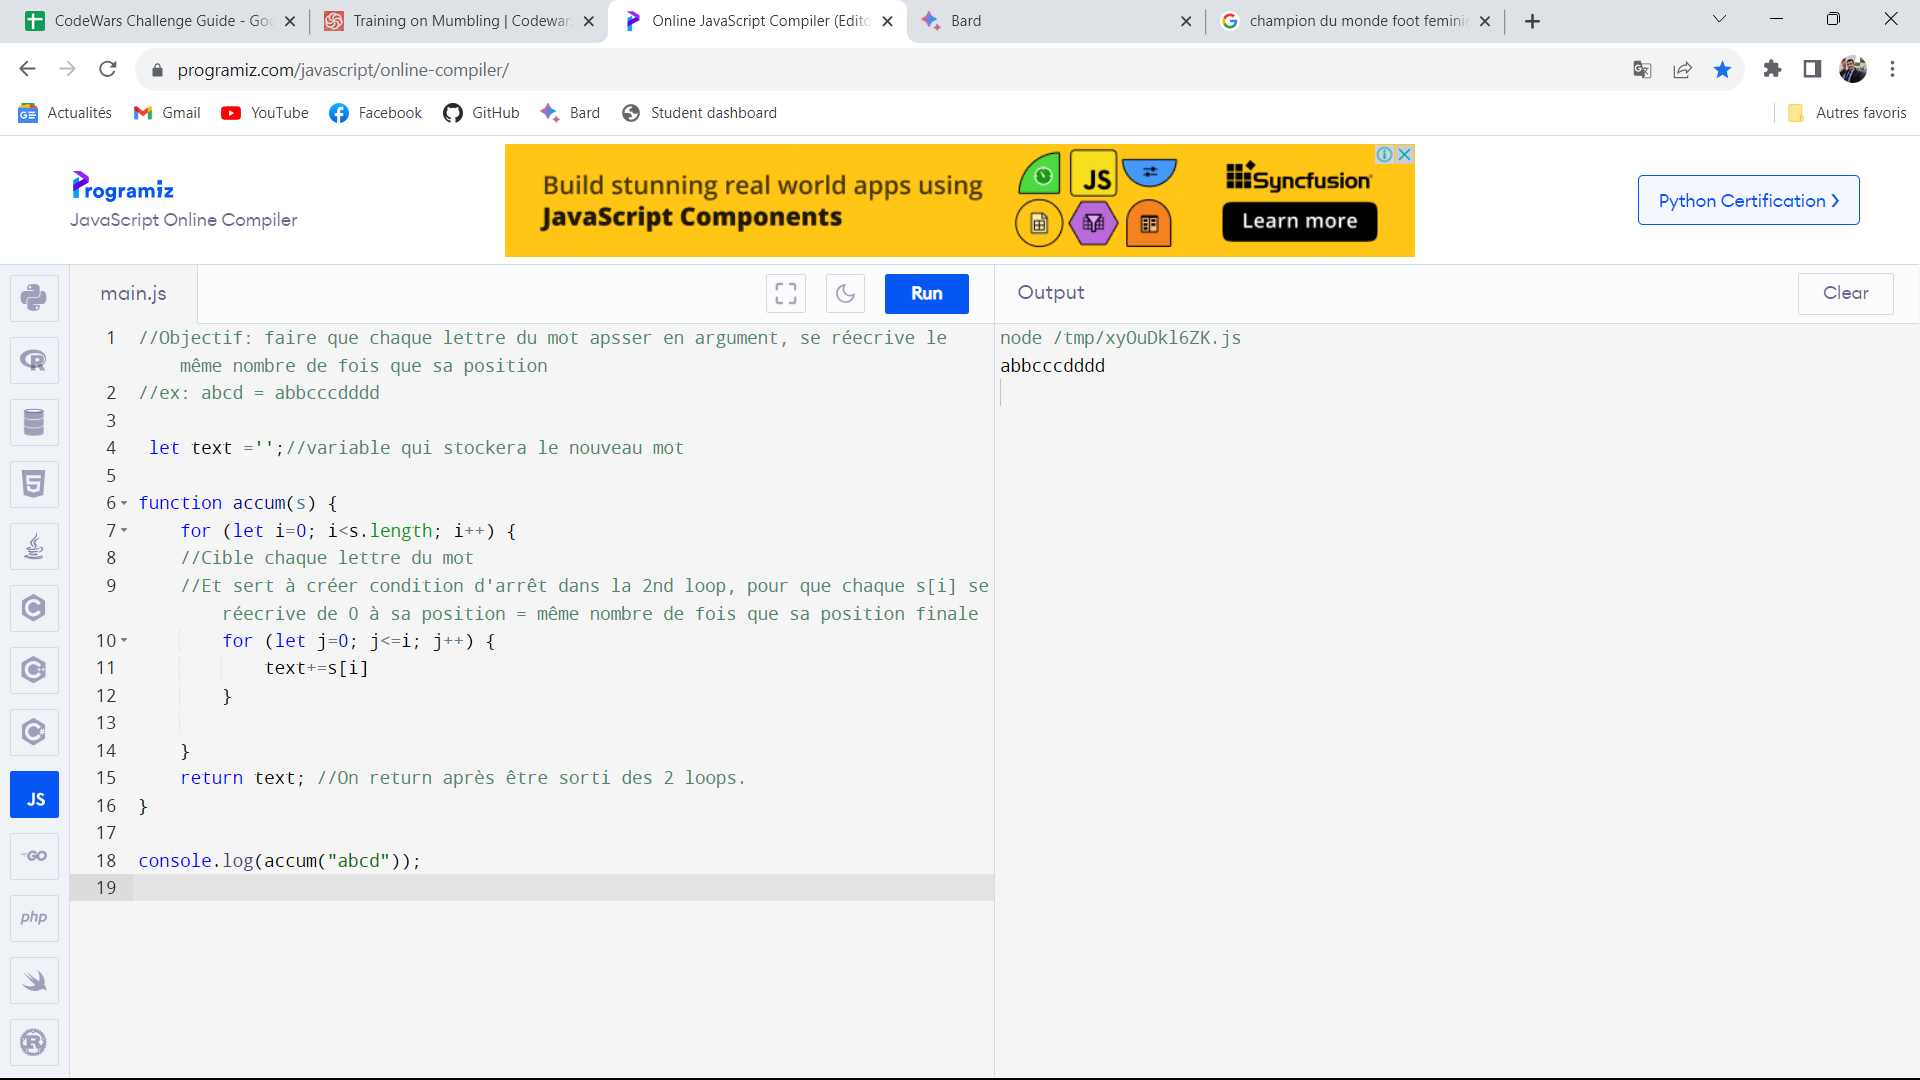 CodeWars Challenge Guide - Goo
Training on Mumbling | Codewar
Online JavaScript Compiler (Edito
Bard
champion du monde foot feminin
programiz.com/javascript/online-compiler/
Actualités
Gmail
YouTube
Facebook
GitHub
Bard
Student dashboard
Autres favoris
Programiz
JavaScript Online Compiler
Build stunning real world apps using
JavaScript Components
JS
Syncfusion
Learn more
Python Certification ›
main.js
Run
Output
Clear
1 //Objectif: faire que chaque lettre du mot apsser en argument, se réecrive le
même nombre de fois que sa position
2 //ex: abcd = abbcccdddd
3
4 let text ='';//variable qui stockera le nouveau mot
5
6 function accum(s) {
7 for (let i=0; i<s.length; i++) {
8 //Cible chaque lettre du mot
9 //Et sert à créer condition d'arrêt dans la 2nd loop, pour que chaque s[i] se
réecrive de 0 à sa position = même nombre de fois que sa position finale
10 for (let j=0; j<=i; j++) {
11 text+=s[i]
12 }
13
14 }
15 return text; //On return après être sorti des 2 loops.
16 }
17
18 console.log(accum("abcd"));
19
node /tmp/xyOuDkl6ZK.js
abbcccdddd
JS
GO
php